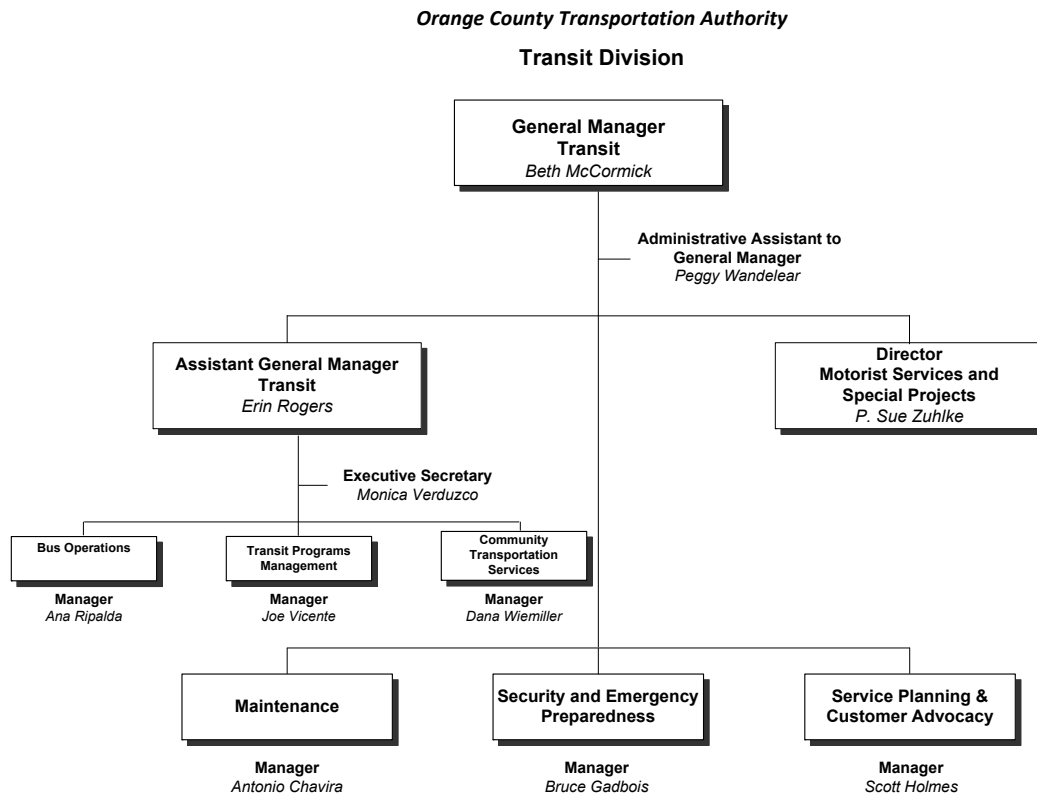 Orange County Transportation Authority
Transit Division
General Manager
Transit
Beth McCormick
Administrative Assistant to
General Manager
Peggy Wandelear
Assistant General Manager
Transit
Erin Rogers
Director
Motorist Services and
Special Projects
P. Sue Zuhlke
Executive Secretary
Monica Verduzco
Bus Operations
Manager
Ana Ripalda
Transit Programs
Management
Manager
Joe Vicente
Community
Transportation
Services
Manager
Dana Wiemiller
Maintenance
Manager
Antonio Chavira
Security and Emergency
Preparedness
Manager
Bruce Gadbois
Service Planning &
Customer Advocacy
Manager
Scott Holmes